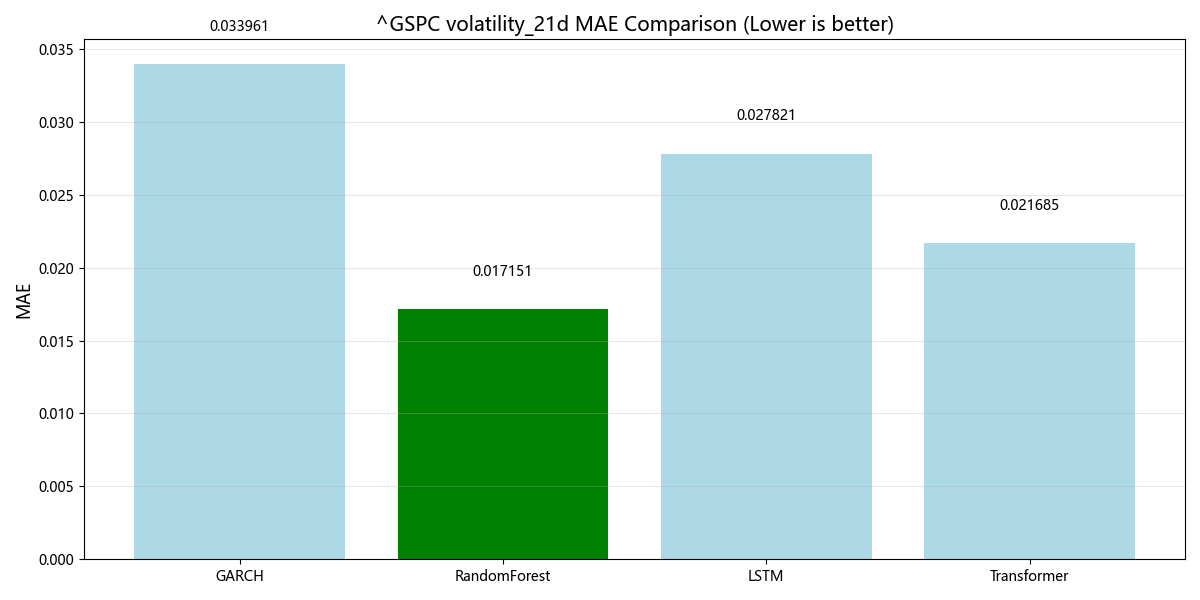 ^GSPC volatility_21d MAE Comparison (Lower is better)
0.033961
0.017151
0.027821
0.021685
MAE
0.035
0.030
0.025
0.020
0.015
0.010
0.005
0.000
GARCH
RandomForest
LSTM
Transformer